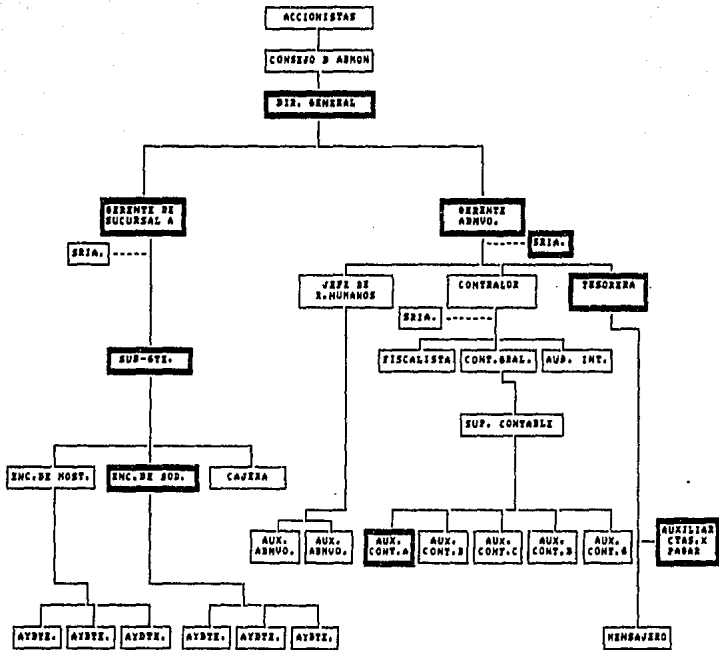 ACCIONISTAS
CONSEJO D ADMON
DIR. GENERAL
GERENTE DE
SUCURSAL A
GERENTE
ADMVO.
SRIA.
SRIA.
JEFE DE
R.HUMANOS
CONTRALOR
TESORERA
SRIA.
SUB-GTE.
FISCALISTA
CONT.GRAL.
AUD. INT.
SUP. CONTABLE
ENC.DE MOST.
ENC.DE BOD.
CAJERA
AUX.
ADMVO.
AUX.
ADMVO.
AUX.
CONT.A
AUX.
CONT.B
AUX.
CONT.C
AUX.
AUX.
AUXILIAR
CTAS.X
PAGAR
AYDTE.
AYDTE.
AYDTE.
AYDTE.
AYDTE.
AYDTE.
MENSAJERO